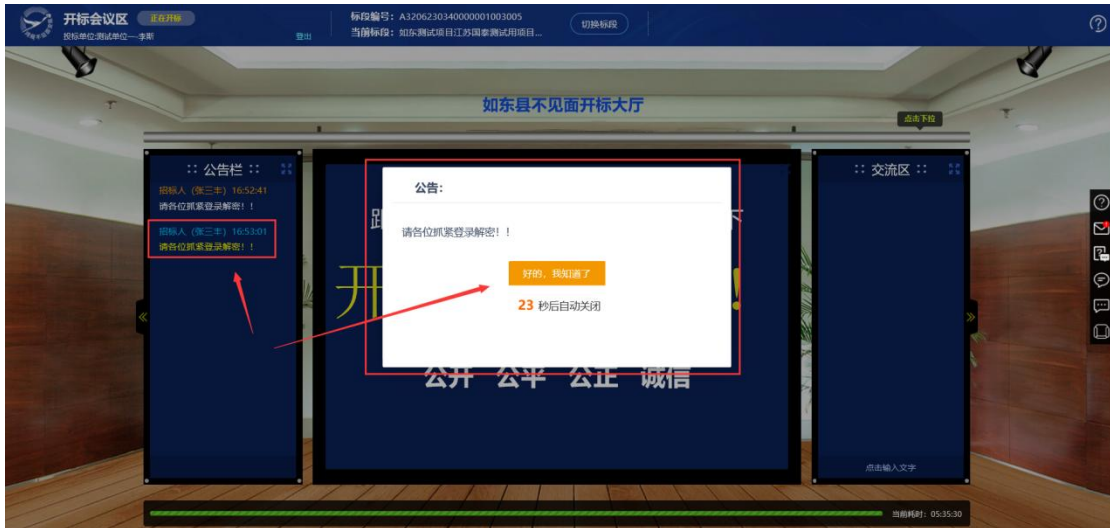 开标会议区 正在开标
投标单位:测试单位——李斯 登出
标段编号：A3206230340000001003005
当前标段：如东测试项目江苏国泰测试用项目...
切换标段
如东县不见面开标大厅
点击下拉
:: 公告栏 ::
招标人（张三丰）16:52:41
请各位抓紧登录解密！！
招标人（张三丰）16:53:01
请各位抓紧登录解密！！
公告：
请各位抓紧登录解密！！
好的，我知道了
23 秒后自动关闭
开
公开 公平 公正 诚信
:: 交流区 ::
点击输入文字
当前耗时：05:35:30